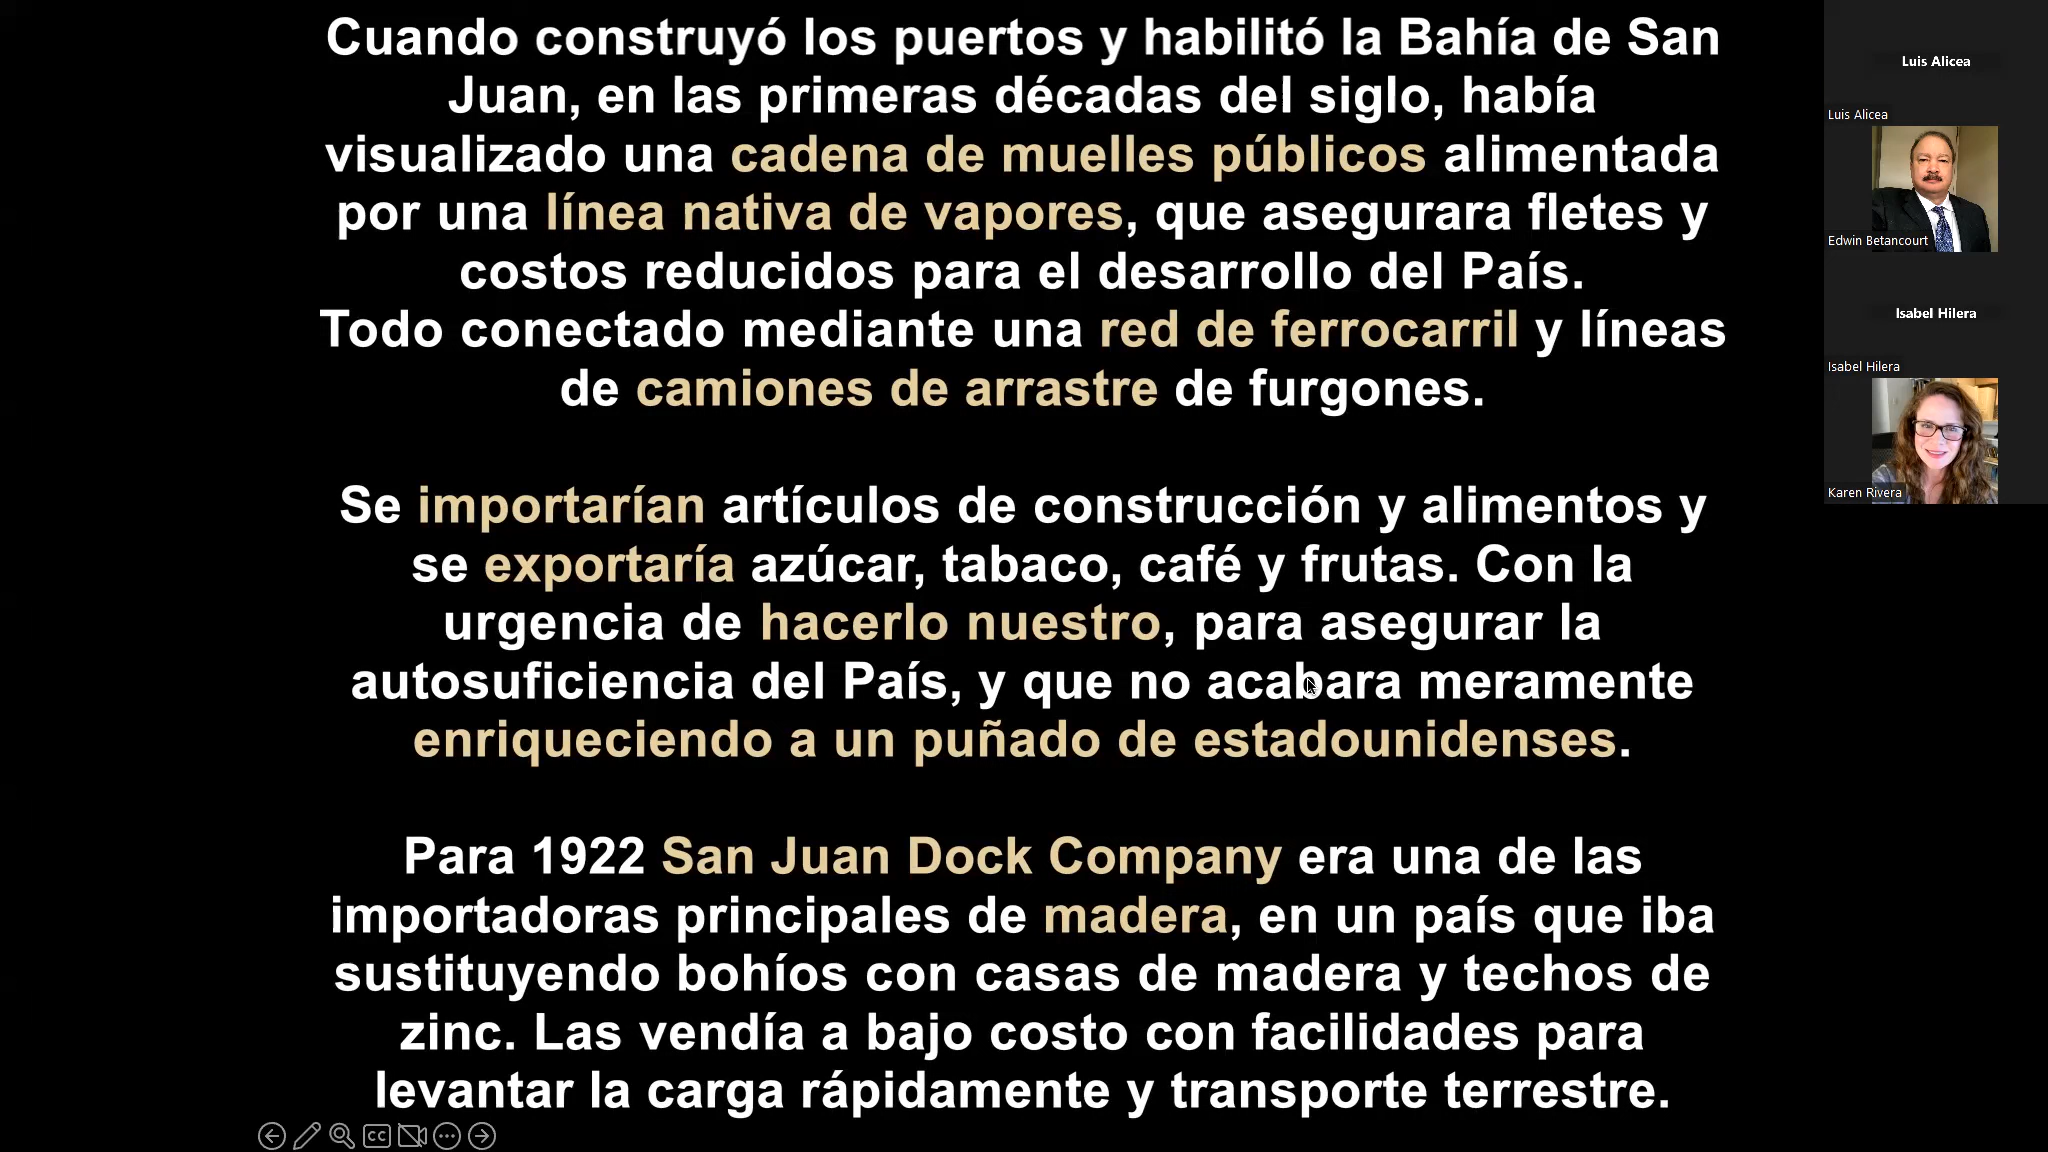 Cuando construyó los puertos y habilitó la Bahía de San
Juan, en las primeras décadas del siglo, había
visualizado una cadena de muelles públicos alimentada
por una línea nativa de vapores, que asegurara fletes y
costos reducidos para el desarrollo del País.
Todo conectado mediante una red de ferrocarril y líneas
de camiones de arrastre de furgones.
Se importarían artículos de construcción y alimentos y
se exportaría azúcar, tabaco, café y frutas. Con la
urgencia de hacerlo nuestro, para asegurar la
autosuficiencia del País, y que no acabara meramente
enriqueciendo a un puñado de estadounidenses.
Para 1922 San Juan Dock Company era una de las
importadoras principales de madera, en un país que iba
sustituyendo bohíos con casas de madera y techos de
zinc. Las vendía a bajo costo con facilidades para
levantar la carga rápidamente y transporte terrestre.
CC
Luis Alicea
Luis Alicea
Edwin Betancourt
Isabel Hilera
Isabel Hilera
Karen Rivera